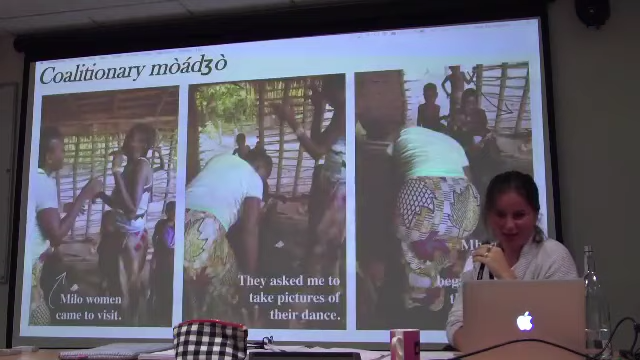 Coalitionary mòádʒò
Milo women
came to visit.
They asked me to
take pictures of
their dance.